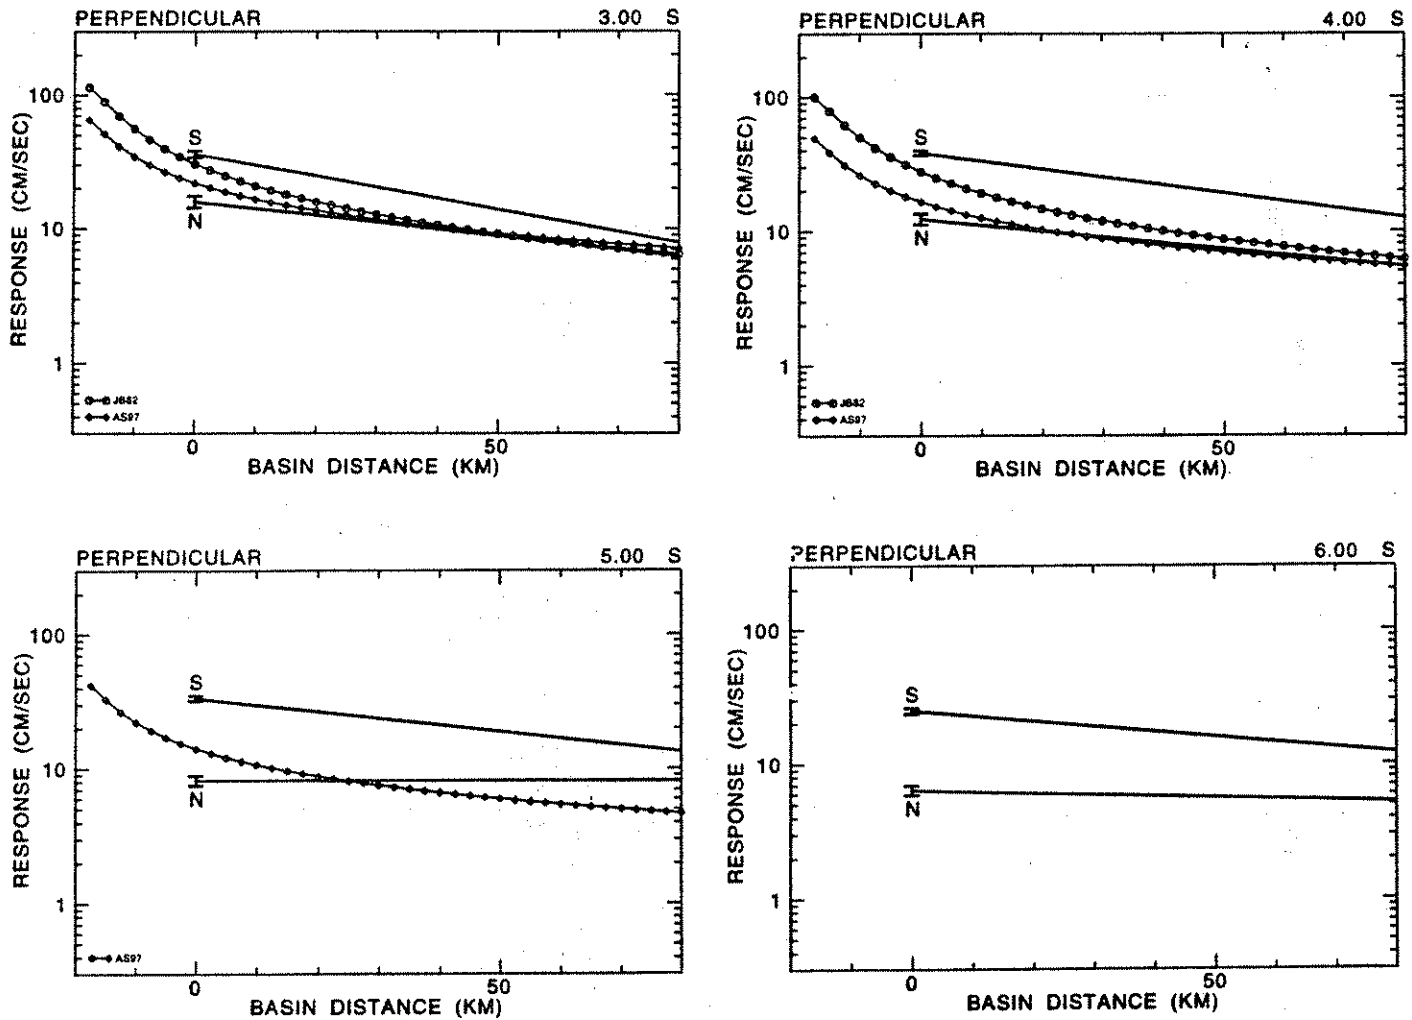 PERPENDICULAR 3.00 S
RESPONSE (CM/SEC)
100
10
1
S
N
JB82
AS97
0 50
BASIN DISTANCE (KM)
PERPENDICULAR 4.00 S
RESPONSE (CM/SEC)
100
10
1
S
N
JB82
AS97
0 50
BASIN DISTANCE (KM)
PERPENDICULAR 5.00 S
RESPONSE (CM/SEC)
100
10
1
S
N
AS97
0 50
BASIN DISTANCE (KM)
PERPENDICULAR 6.00 S
RESPONSE (CM/SEC)
100
10
1
S
N
0 50
BASIN DISTANCE (KM)